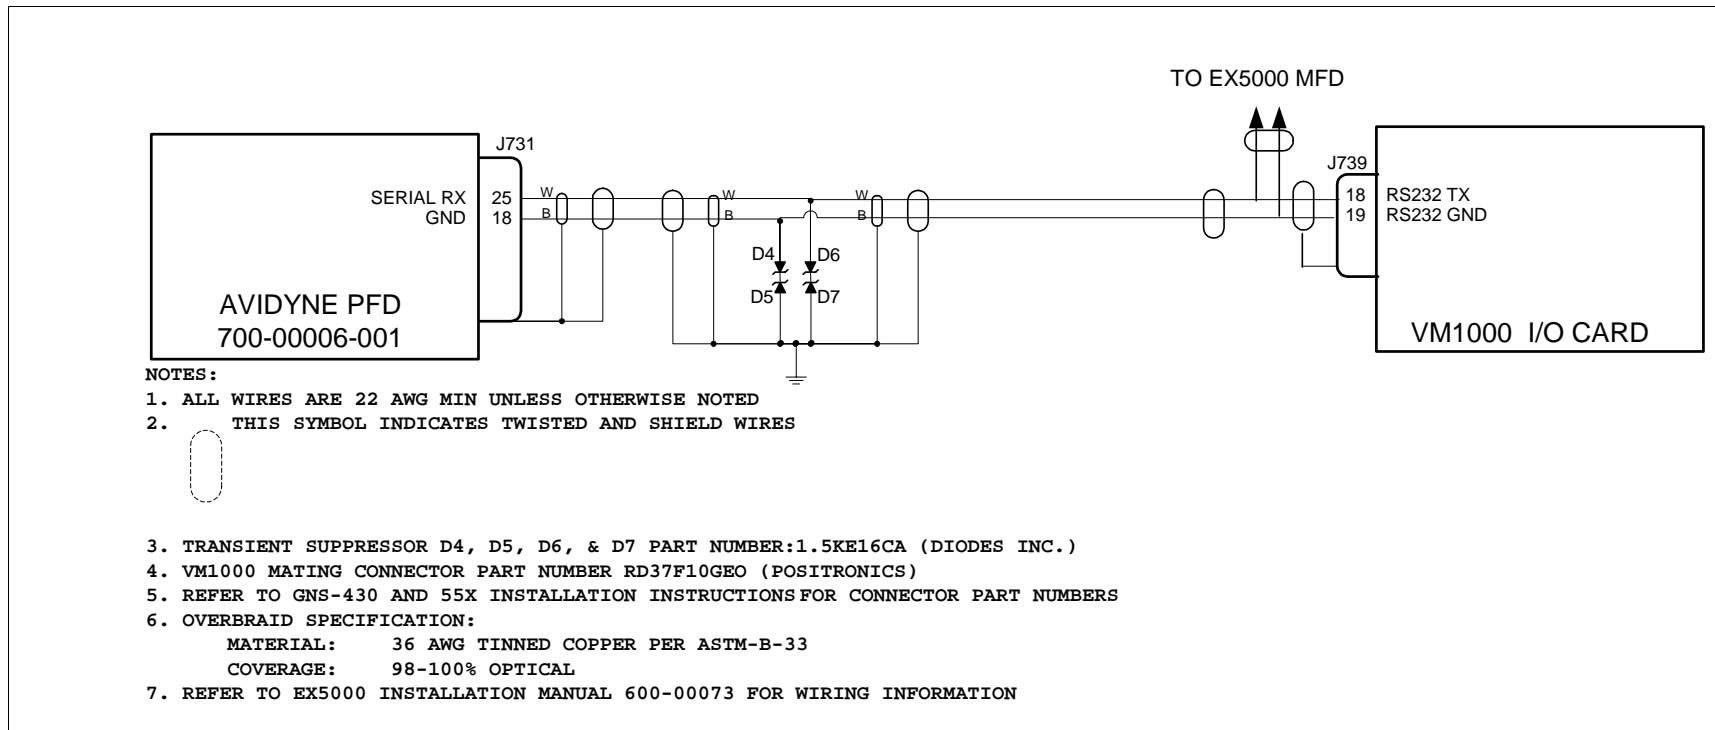 TO EX5000 MFD
J731
J739
SERIAL RX 25 W W W 18 RS232 TX
GND 18 B B B 19 RS232 GND
D4 D6
D5 D7
AVIDYNE PFD
700-00006-001
VM1000 I/O CARD
NOTES:
1. ALL WIRES ARE 22 AWG MIN UNLESS OTHERWISE NOTED
2. THIS SYMBOL INDICATES TWISTED AND SHIELD WIRES
3. TRANSIENT SUPPRESSOR D4, D5, D6, & D7 PART NUMBER:1.5KE16CA (DIODES INC.)
4. VM1000 MATING CONNECTOR PART NUMBER RD37F10GEO (POSITRONICS)
5. REFER TO GNS-430 AND 55X INSTALLATION INSTRUCTIONS FOR CONNECTOR PART NUMBERS
6. OVERBRAID SPECIFICATION:
MATERIAL: 36 AWG TINNED COPPER PER ASTM-B-33
COVERAGE: 98-100% OPTICAL
7. REFER TO EX5000 INSTALLATION MANUAL 600-00073 FOR WIRING INFORMATION